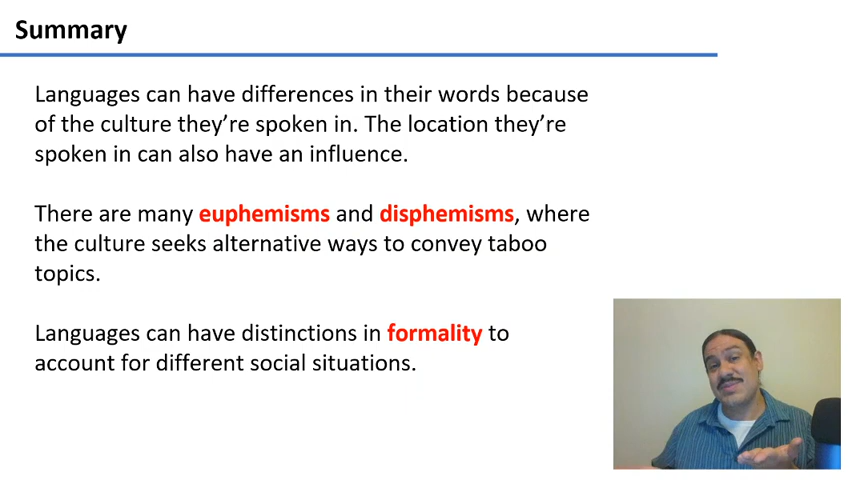 Summary
Languages can have differences in their words because
of the culture they’re spoken in. The location they’re
spoken in can also have an influence.
There are many euphemisms and disphemisms, where
the culture seeks alternative ways to convey taboo
topics.
Languages can have distinctions in formality to
account for different social situations.